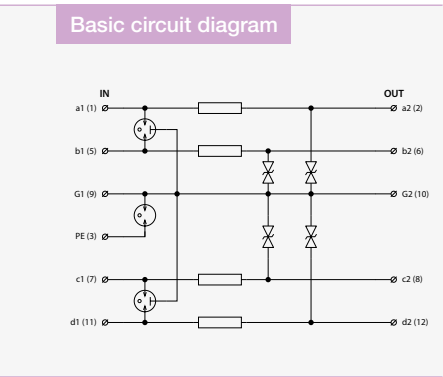 Basic circuit diagram
IN OUT
a1 (1) a2 (2)
b1 (5) b2 (6)
G1 (9) G2 (10)
PE (3)
c1 (7) c2 (8)
d1 (11) d2 (12)